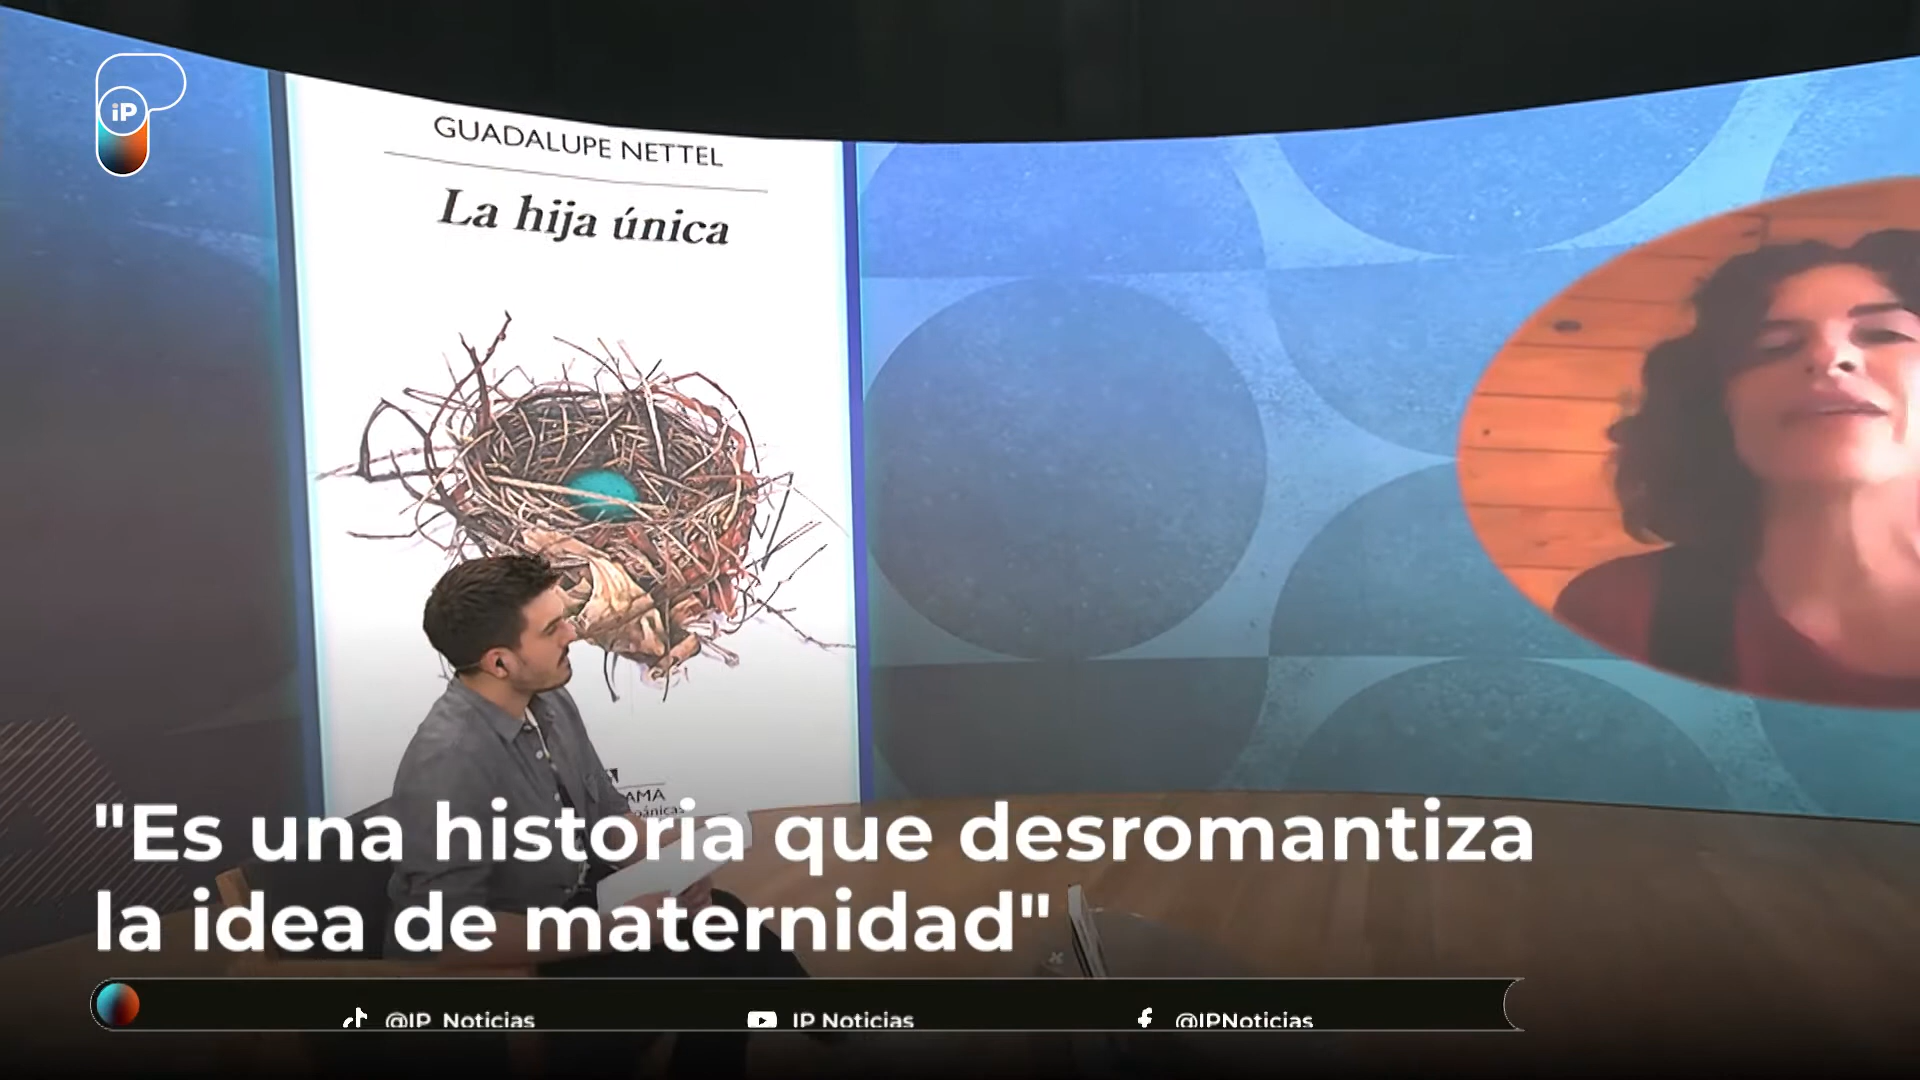 iP
GUADALUPE NETTEL
La hija única
AMA
"Es una historia que desromantiza
la idea de maternidad"
@IP_Noticias
IP Noticias
@IPNoticias